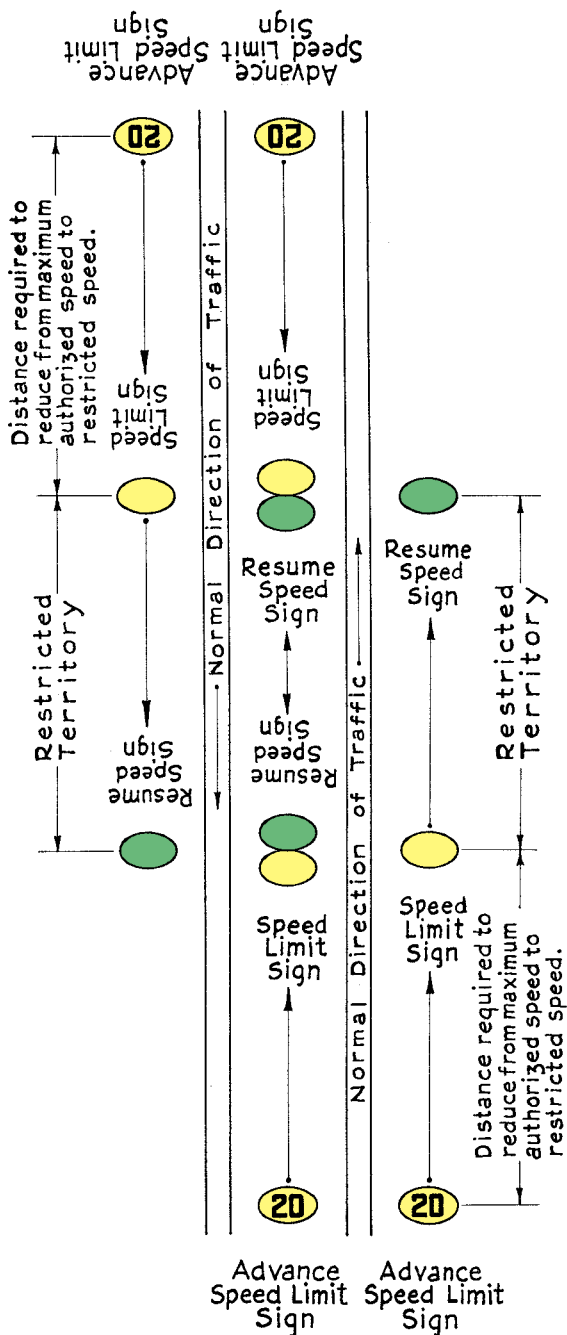 Advance
Speed Limit
Sign
Advance
Speed Limit
Sign
20
20
Distance required to
reduce from maximum
authorized speed to
restricted speed.
Speed
Limit
Sign
Speed
Limit
Sign
Normal Direction of Traffic
Restricted
Territory
Resume
Speed
Sign
Resume
Speed
Sign
Resume
Speed
Sign
Resume
Speed
Sign
Restricted
Territory
Normal Direction of Traffic
Speed
Limit
Sign
Speed
Limit
Sign
Distance required to
reduce from maximum
authorized speed to
restricted speed.
20
20
Advance
Speed Limit
Sign
Advance
Speed Limit
Sign